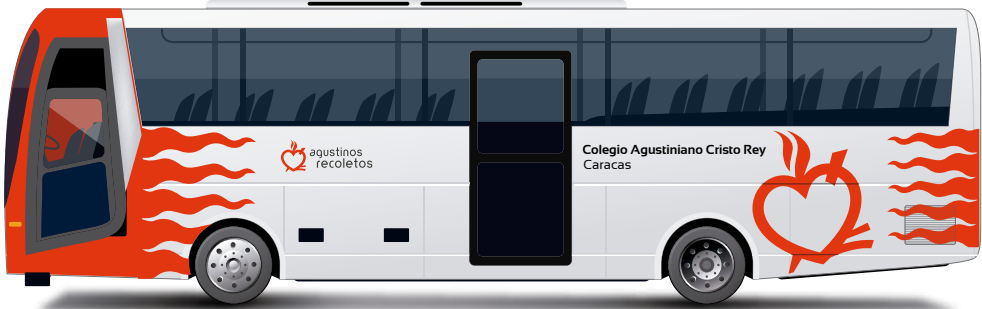 agustinos
recoletos
Colegio Agustiniano Cristo Rey
Caracas